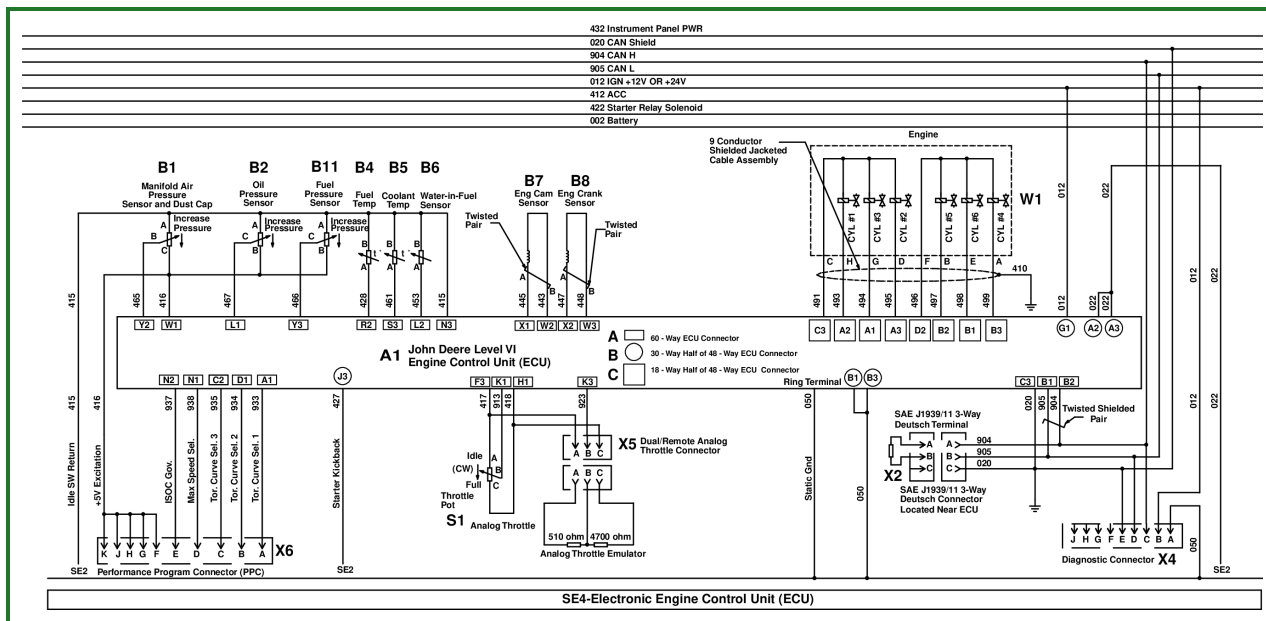 432 Instrument Panel PWR
020 CAN Shield
904 CAN H
905 CAN L
012 IGN +12V OR +24V
412 ACC
422 Starter Relay Solenoid
002 Battery
Engine
9 Conductor
Shielded Jacketed
Cable Assembly
B1
Manifold Air
Pressure
Sensor and Dust Cap
B2
Oil
Pressure
Sensor
B11
Fuel
Pressure
Sensor
B4
Fuel
Temp
B5
Coolant
Temp
B6
Water-in-Fuel
Sensor
B7
Eng Cam
Sensor
B8
Eng Crank
Sensor
Twisted
Pair
Twisted
Pair
A
B
C
Increase
Pressure
A
C
B
Increase
Pressure
A
C
B
Increase
Pressure
B
t°
A
B
t°
A
B
A
A
B
A
B
CYL #1
CYL #3
CYL #2
CYL #5
CYL #6
CYL #4
W1
C H G D F B E A
410
415
465
416
467
466
428
461
453
415
445
443
447
448
491
493
494
495
496
497
498
499
012
022
012
022
022
012
022
Y2 W1 L1 Y3 R2 S3 L2 N3 X1 W2 X2 W3 C3 A2 A1 A3 D2 B2 B1 B3 G1 A2 A3
A1
John Deere Level VI
Engine Control Unit (ECU)
A 60 - Way ECU Connector
B 30 - Way Half of 48 - Way ECU Connector
C 18 - Way Half of 48 - Way ECU Connector
N2 N1 C2 D1 A1 J3 F3 K1 H1 K3
Ring Terminal
B1 B3 C3 B1 B2
415
416
937
938
935
934
933
427
417
913
418
923
050
050
020
905
904
012
022
Idle SW Return
+5V Excitation
ISOC Gov.
Max Speed Sel.
Tor. Curve Sel. 3
Tor. Curve Sel. 2
Tor. Curve Sel. 1
Starter Kickback
Static Gnd
Idle
(CW)
Full
A
B
C
Throttle
Pot
S1
Analog Throttle
A B C
X5 Dual/Remote Analog
Throttle Connector
A B C
510 ohm
4700 ohm
Analog Throttle Emulator
Twisted Shielded
Pair
SAE J1939/11 3-Way
Deutsch Terminal
A A 904
B B 905
C C 020
X2
SAE J1939/11 3-Way
Deutsch Connector
Located Near ECU
J H G F E D C B A
Diagnostic Connector X4
050
K J H G F E D C B A
X6
SE2
Performance Program Connector (PPC)
SE2
SE2
SE4-Electronic Engine Control Unit (ECU)